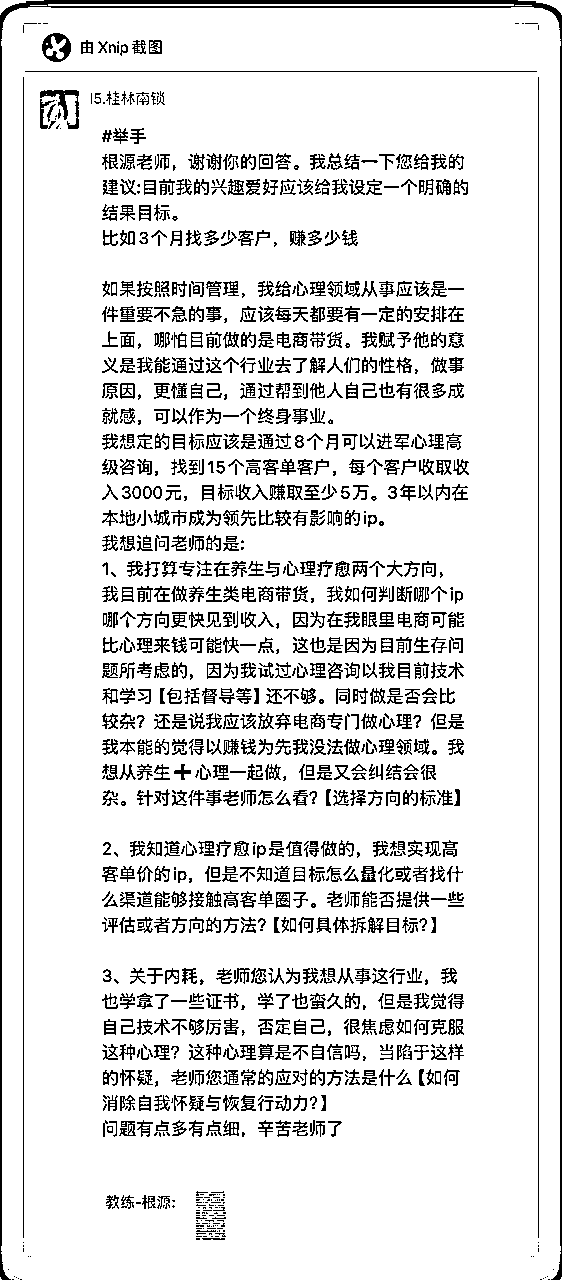 由 Xnip 截图
15.桂林南锁
#举手
根源老师，谢谢你的回答。我总结一下您给我的
建议:目前我的兴趣爱好应该给我设定一个明确的
结果目标。
比如3个月找多少客户，赚多少钱
如果按照时间管理，我给心理领域从事应该是一
件重要不急的事，应该每天都要有一定的安排在
上面，哪怕目前做的是电商带货。我赋予他的意
义是我能通过这个行业去了解人们的性格，做事
原因，更懂自己，通过帮到他人自己也有很多成
就感，可以作为一个终身事业。
我想定的目标应该是通过8个月可以进军心理高
级咨询，找到15个高客单客户，每个客户收取收
入3000元，目标收入赚取至少5万。3年以内在
本地小城市成为领先比较有影响的ip。
我想追问老师的是:
1、我打算专注在养生与心理疗愈两个大方向，
我目前在做养生类电商带货，我如何判断哪个ip
哪个方向更快见到收入，因为在我眼里电商可能
比心理来钱可能快一点，这也是因为目前生存问
题所考虑的，因为我试过心理咨询以我目前技术
和学习【包括督导等】还不够。同时做是否会比
较杂？还是说我应该放弃电商专门做心理？但是
我本能的觉得以赚钱为先我没法做心理领域。我
想从养生➕心理一起做，但是又会纠结会很
杂。针对这件事老师怎么看？【选择方向的标准】
2、我知道心理疗愈ip是值得做的，我想实现高
客单价的ip，但是不知道目标怎么量化或者找什
么渠道能够接触高客单圈子。老师能否提供一些
评估或者方向的方法？【如何具体拆解目标?】
3、关于内耗，老师您认为我想从事这行业，我
也学拿了一些证书，学了也蛮久的，但是我觉得
自己技术不够厉害，否定自己，很焦虑如何克服
这种心理？这种心理算是不自信吗，当陷于这样
的怀疑，老师您通常的应对的方法是什么【如何
消除自我怀疑与恢复行动力?】
问题有点多有点细，辛苦老师了
教练-根源: